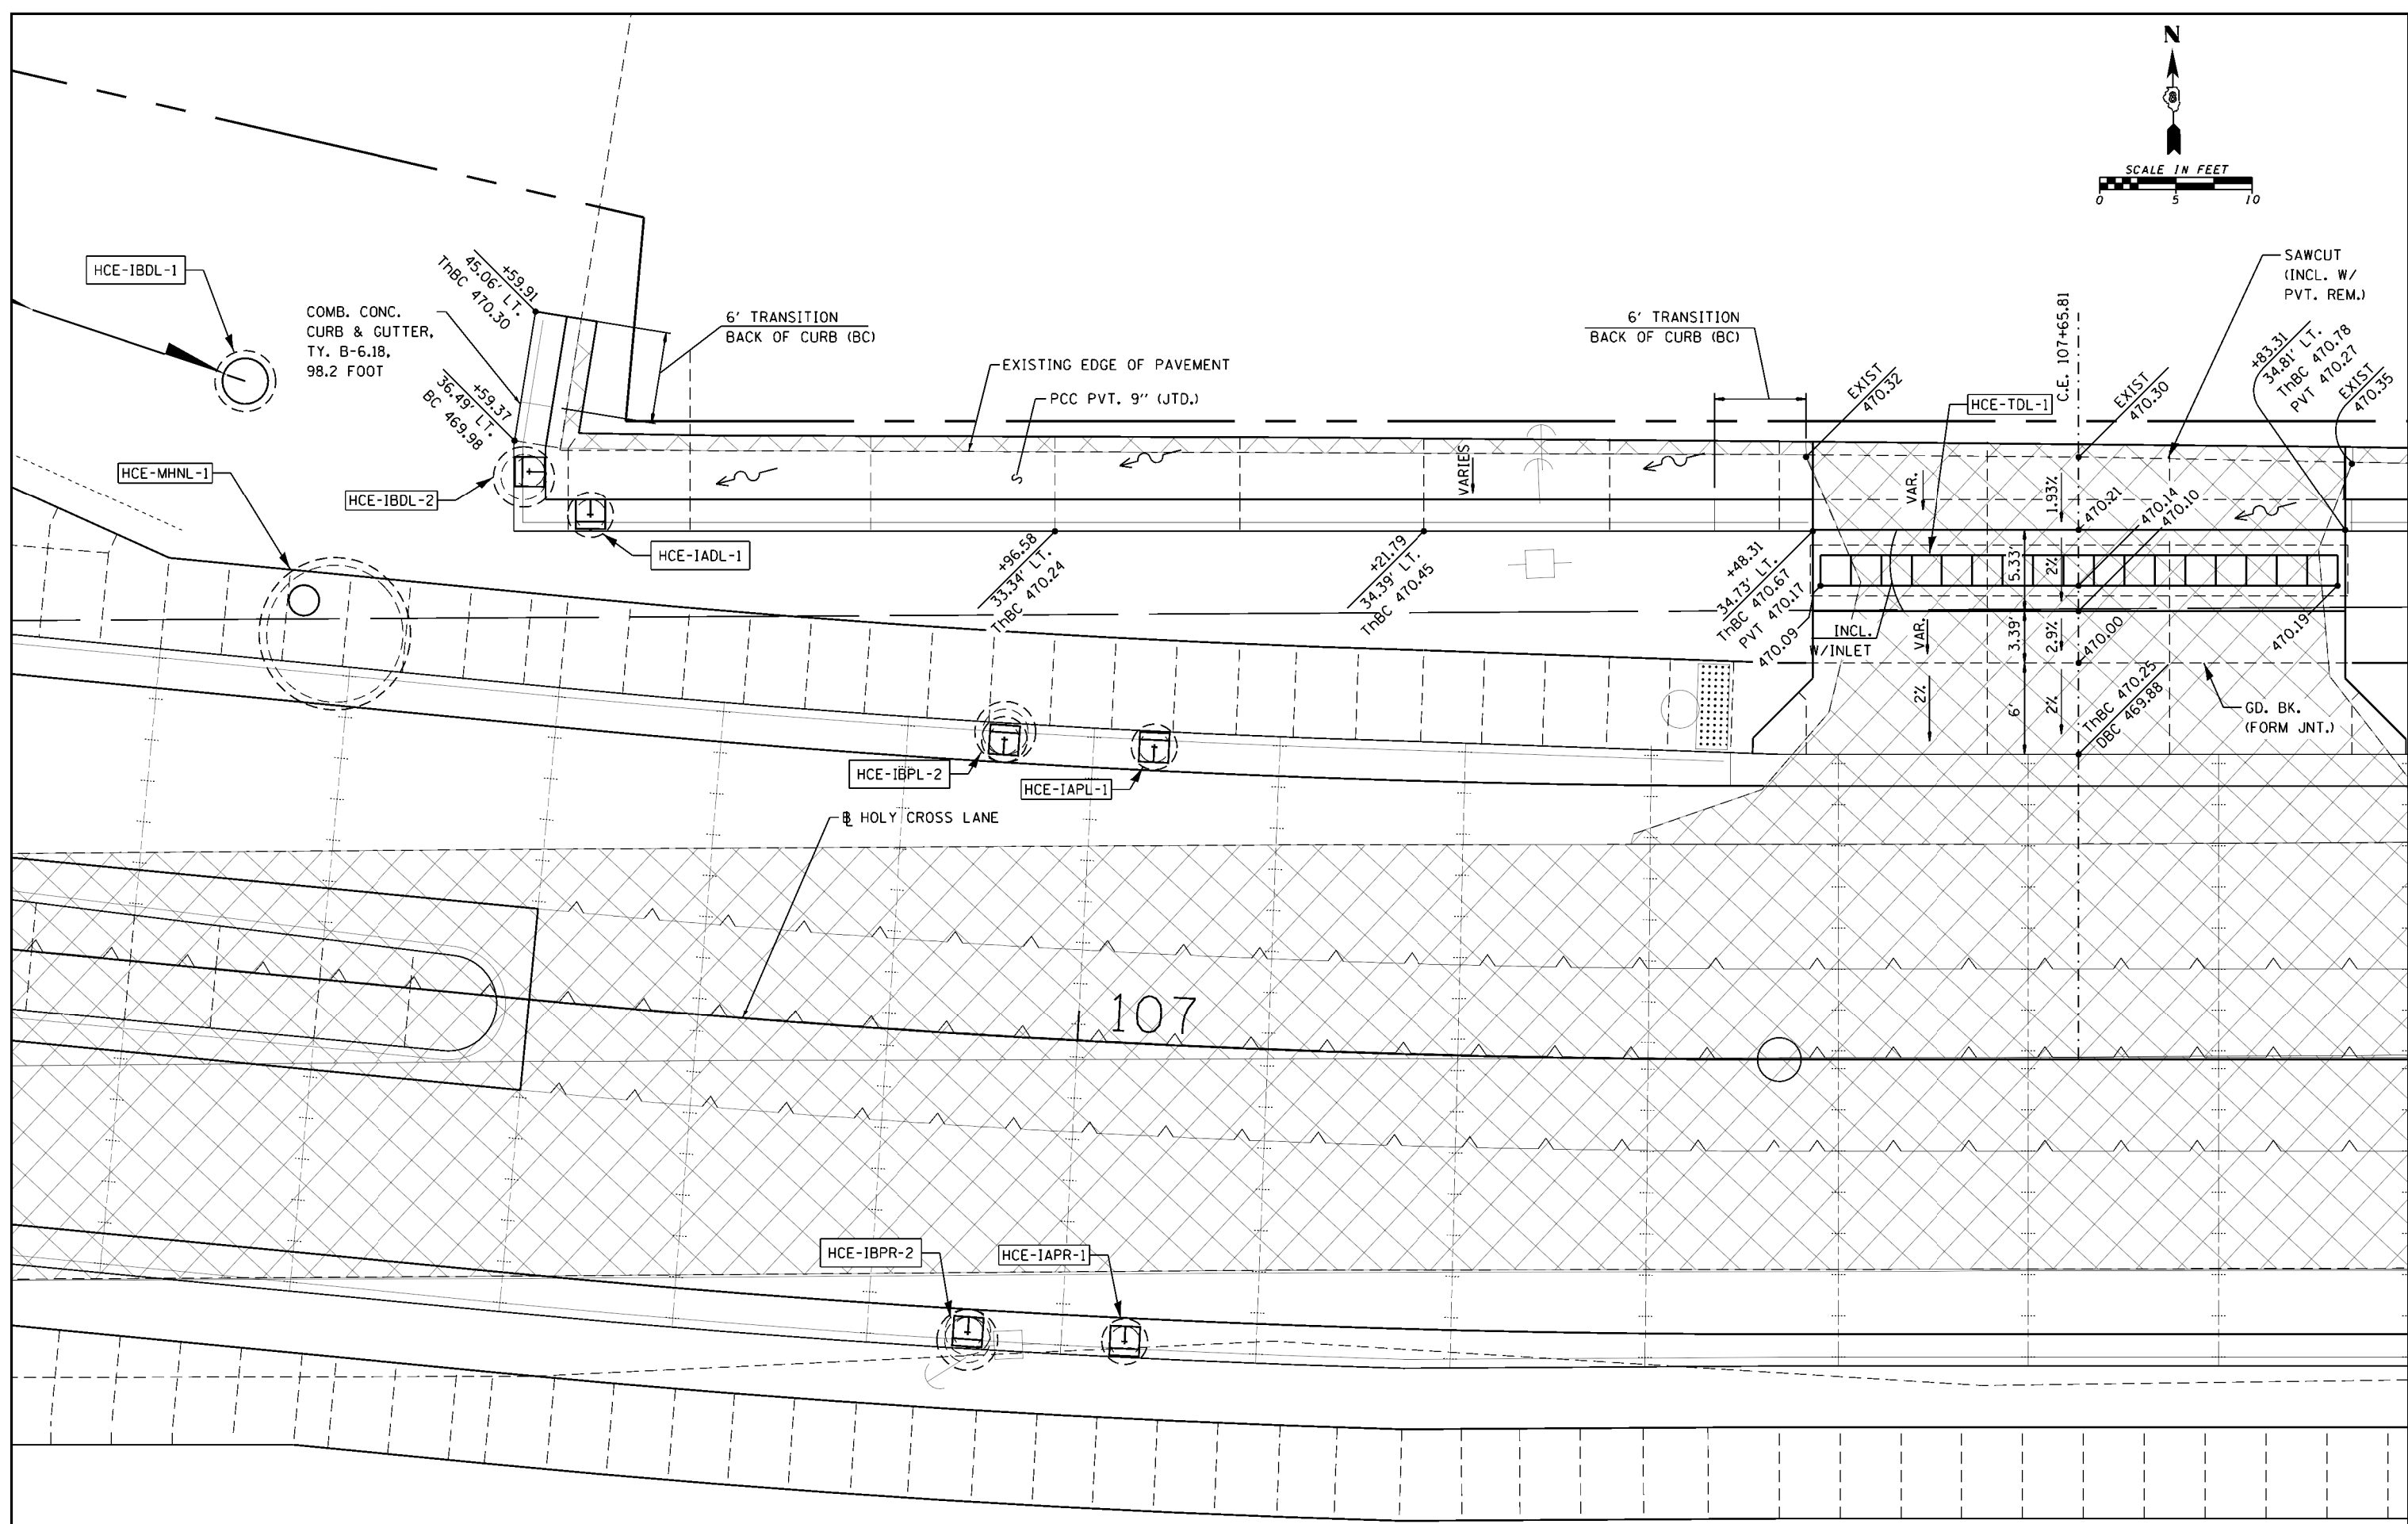 N
SCALE IN FEET
0 5 10
HCE-IBDL-1
COMB. CONC.
CURB & GUTTER,
TY. B-6.18,
98.2 FOOT
+59.91
45.06' LT.
ThBC 470.30
+59.37
36.49' LT.
BC 469.98
6' TRANSITION
BACK OF CURB (BC)
EXISTING EDGE OF PAVEMENT
PCC PVT. 9" (JTD.)
S
6' TRANSITION
BACK OF CURB (BC)
EXIST
470.32
HCE-TDL-1
C.E. 107+65.81
EXIST
470.30
SAWCUT
(INCL. W/
PVT. REM.)
+83.31
34.81' LT.
ThBC 470.78
PVT 470.27
EXIST
470.35
HCE-MHNL-1
HCE-IBDL-2
HCE-IADL-1
VARIES
VAR.
1.93%
470.21
470.14
470.10
+96.58
33.34' LT.
ThBC 470.24
+21.79
34.39' LT.
ThBC 470.45
+48.31
34.73' LT.
ThBC 470.67
PVT 470.17
470.09
INCL.
W/INLET
5.33'
2%
VAR.
3.39'
2.9%
470.00
470.19
2%
6'
2%
ThBC 470.25
DBC 469.88
GD. BK.
(FORM JNT.)
HCE-IBPL-2
HCE-IAPL-1
BL HOLY CROSS LANE
107
HCE-IBPR-2
HCE-IAPR-1